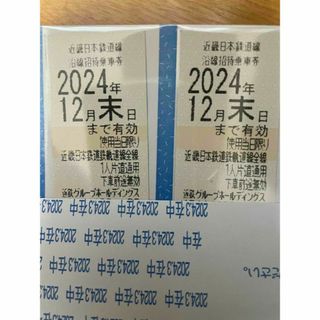 近畿日本鉄道線
沿線招待乗車券
2024年
12月末日
まで有効
使用当日限り
近畿日本鉄道鉄軌道線全線
1人片道通用
下車前途無効
近鉄グループホールディングス
近畿日本鉄道線
沿線招待乗車券
2024年
12月末日
まで有効
使用当日限り
近畿日本鉄道鉄軌道線全線
1人片道通用
下車前途無効
近鉄グループホールディングス